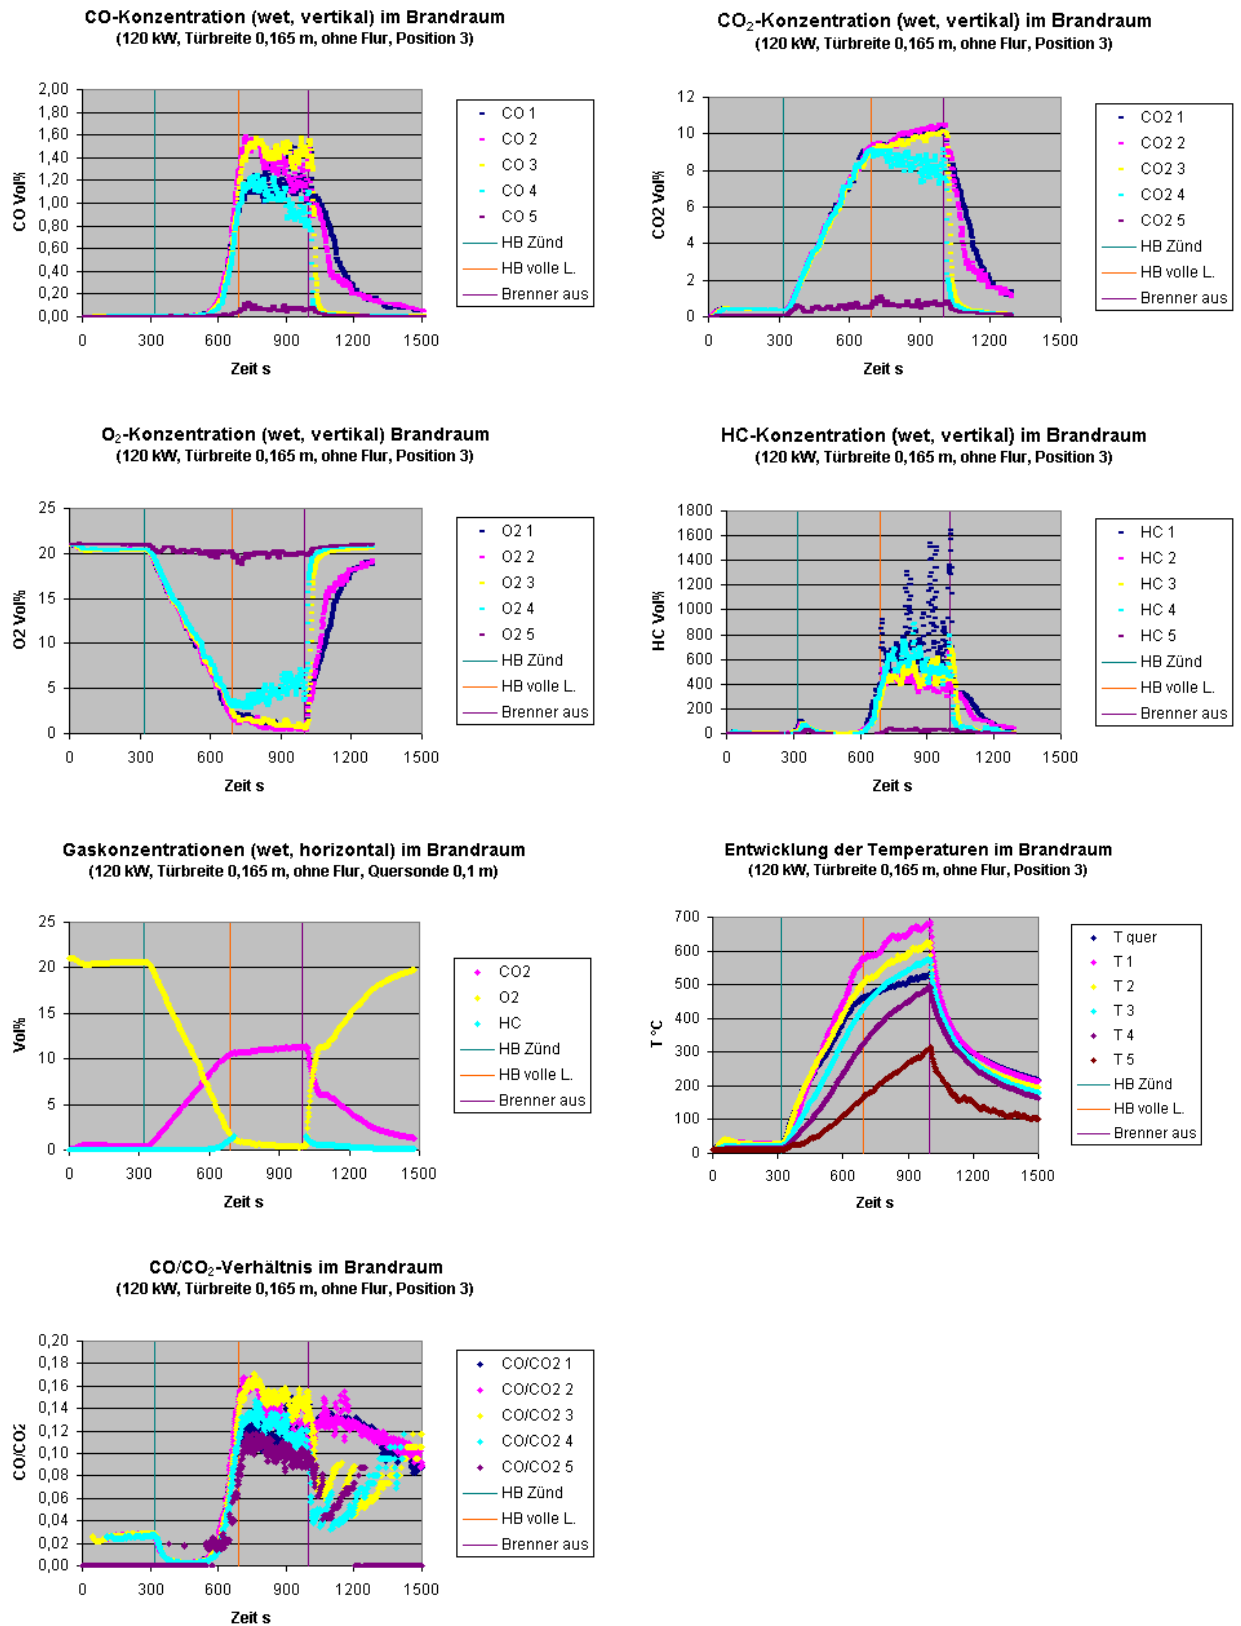 CO-Konzentration (wet, vertikal) im Brandraum
(120 kW, Türbreite 0,165 m, ohne Flur, Position 3)
2,00
1,80
1,60
1,40
1,20
1,00
0,80
0,60
0,40
0,20
0,00
CO Vol%
0 300 600 900 1200 1500
Zeit s
CO 1
CO 2
CO 3
CO 4
CO 5
HB Zünd
HB volle L.
Brenner aus
CO₂-Konzentration (wet, vertikal) im Brandraum
(120 kW, Türbreite 0,165 m, ohne Flur, Position 3)
12
10
8
6
4
2
0
CO2 Vol%
0 300 600 900 1200 1500
Zeit s
CO2 1
CO2 2
CO2 3
CO2 4
CO2 5
HB Zünd
HB volle L.
Brenner aus
O₂-Konzentration (wet, vertikal) Brandraum
(120 kW, Türbreite 0,165 m, ohne Flur, Position 3)
25
20
15
10
5
0
O2 Vol%
0 300 600 900 1200 1500
Zeit s
O2 1
O2 2
O2 3
O2 4
O2 5
HB Zünd
HB volle L.
Brenner aus
HC-Konzentration (wet, vertikal) im Brandraum
(120 kW, Türbreite 0,165 m, ohne Flur, Position 3)
1800
1600
1400
1200
1000
800
600
400
200
0
HC Vol%
0 300 600 900 1200 1500
Zeit s
HC 1
HC 2
HC 3
HC 4
HC 5
HB Zünd
HB volle L.
Brenner aus
Gaskonzentrationen (wet, horizontal) im Brandraum
(120 kW, Türbreite 0,165 m, ohne Flur, Quersonde 0,1 m)
25
20
15
10
5
0
Vol%
0 300 600 900 1200 1500
Zeit s
CO2
O2
HC
HB Zünd
HB volle L.
Brenner aus
Entwicklung der Temperaturen im Brandraum
(120 kW, Türbreite 0,165 m, ohne Flur, Position 3)
700
600
500
400
300
200
100
0
T °C
0 300 600 900 1200 1500
Zeit s
T quer
T 1
T 2
T 3
T 4
T 5
HB Zünd
HB volle L.
Brenner aus
CO/CO₂-Verhältnis im Brandraum
(120 kW, Türbreite 0,165 m, ohne Flur, Position 3)
0,20
0,18
0,16
0,14
0,12
0,10
0,08
0,06
0,04
0,02
0,00
CO/CO2
0 300 600 900 1200 1500
Zeit s
CO/CO2 1
CO/CO2 2
CO/CO2 3
CO/CO2 4
CO/CO2 5
HB Zünd
HB volle L.
Brenner aus